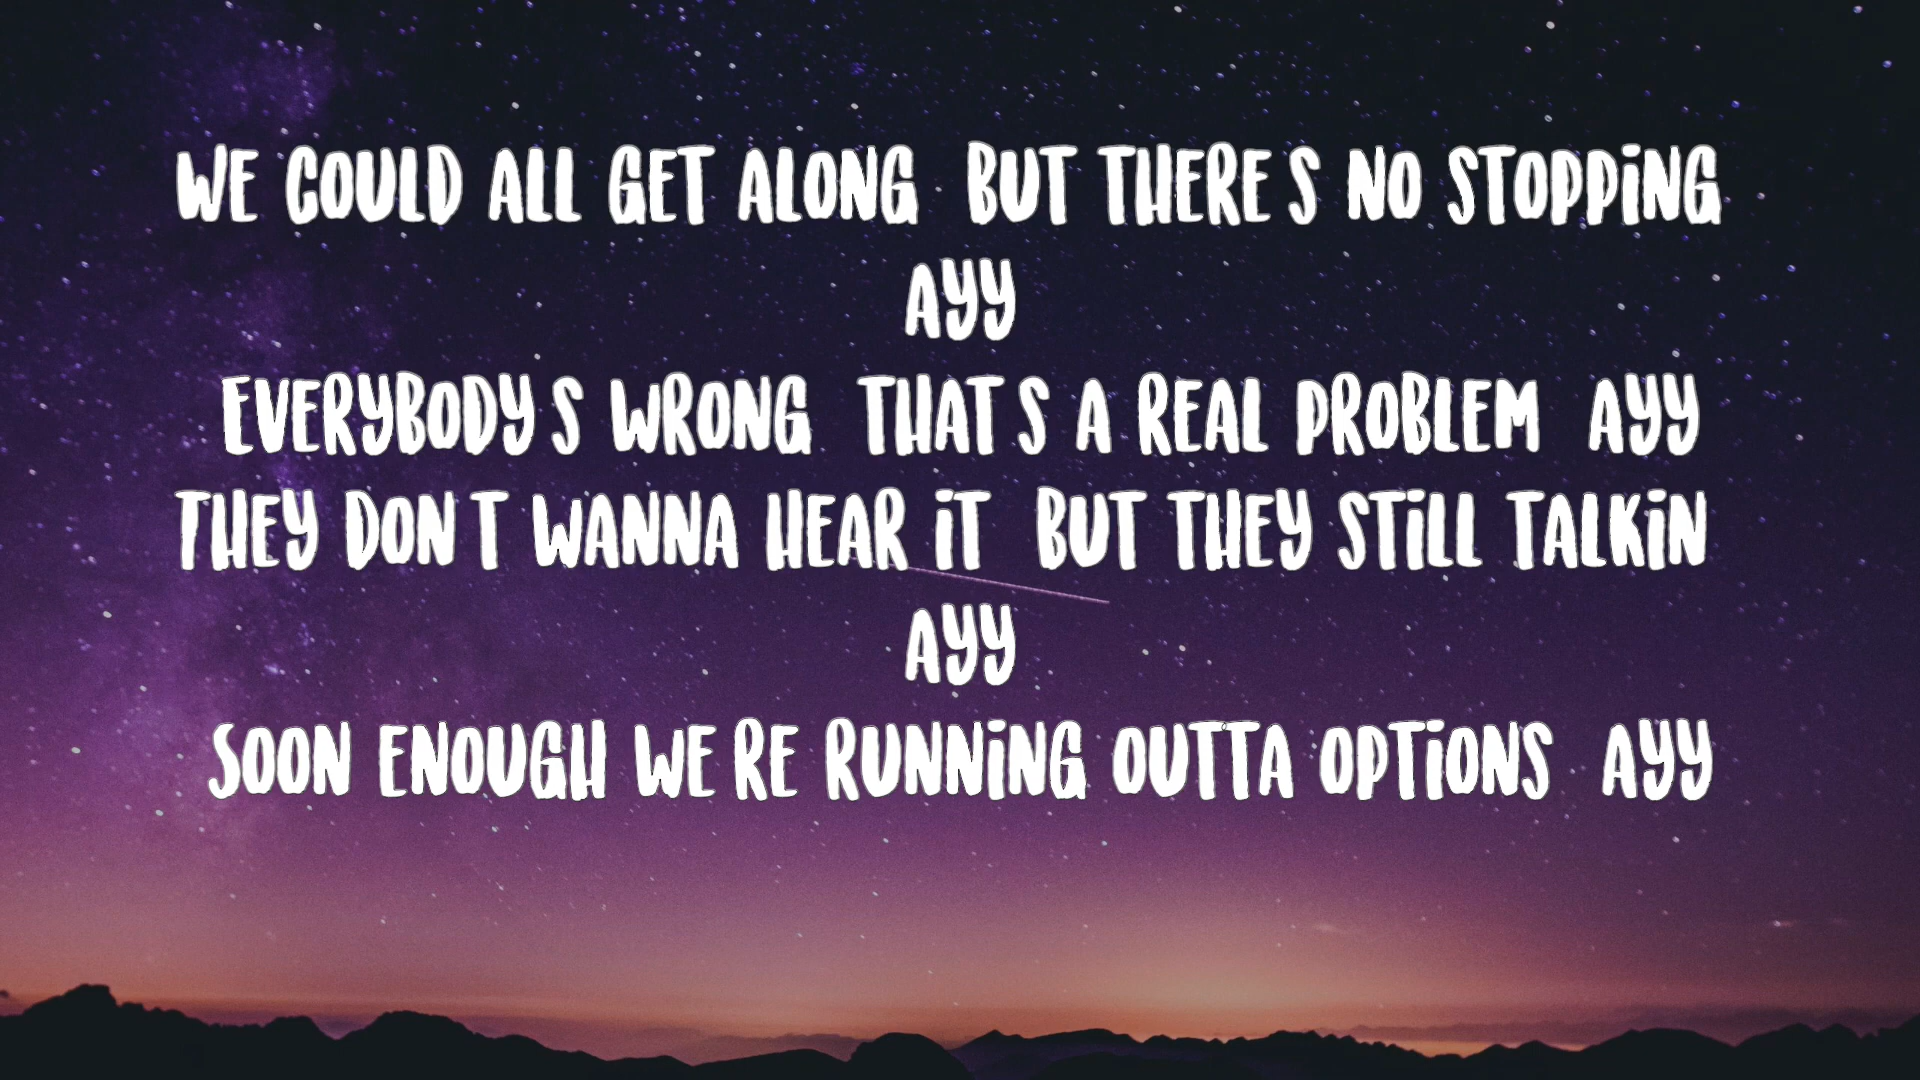 WE COULD ALL GET ALONG  BUT THERE S NO STOPPING
AYY
EVERYBODY S WRONG  THAT S A REAL PROBLEM  AYY
THEY DON T WANNA HEAR iT  BUT THEY STiLL TALKiN
AYY
SOON ENOUGH WE RE RUNNiNG OUTTA OPTiONS  AYY